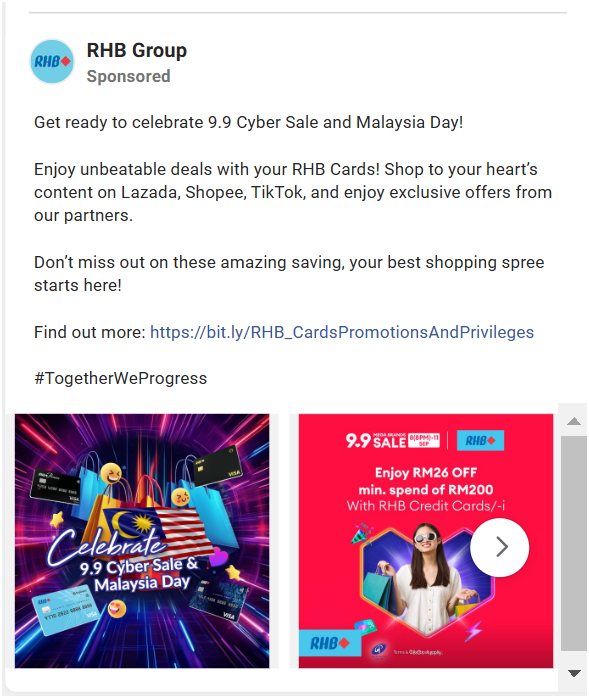 RHB
RHB Group
Sponsored
Get ready to celebrate 9.9 Cyber Sale and Malaysia Day!
Enjoy unbeatable deals with your RHB Cards! Shop to your heart's
content on Lazada, Shopee, TikTok, and enjoy exclusive offers from
our partners.
Don't miss out on these amazing saving, your best shopping spree
starts here!
Find out more: https://bit.ly/RHB_CardsPromotionsAndPrivileges
#TogetherWeProgress
VISA
VISA
Celebrate
9.9 Cyber Sale &
Malaysia Day
RHB
VISA
VISA
9.9 MEGA BRANDS
SALE
8(8PM)-11
SEP
RHB
Enjoy RM26 OFF
min. spend of RM200
With RHB Credit Cards/-i
RHB